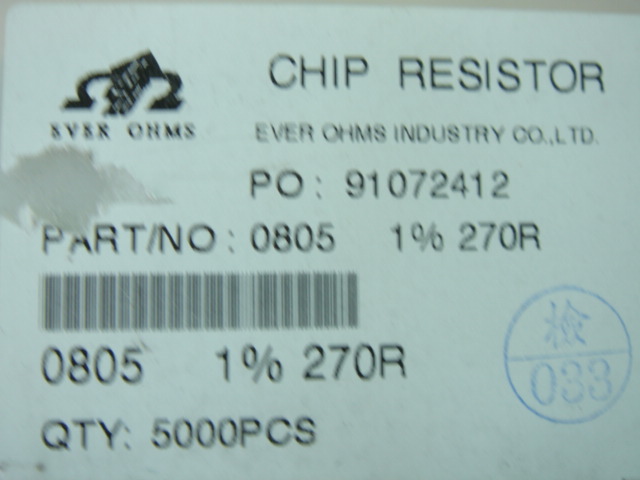 CHIP RESISTOR
EVER OHMS
EVER OHMS INDUSTRY CO.,LTD.
PO: 91072412
PART/NO: 0805 1% 270R
0805 1% 270R
QTY: 5000PCS
檢
033